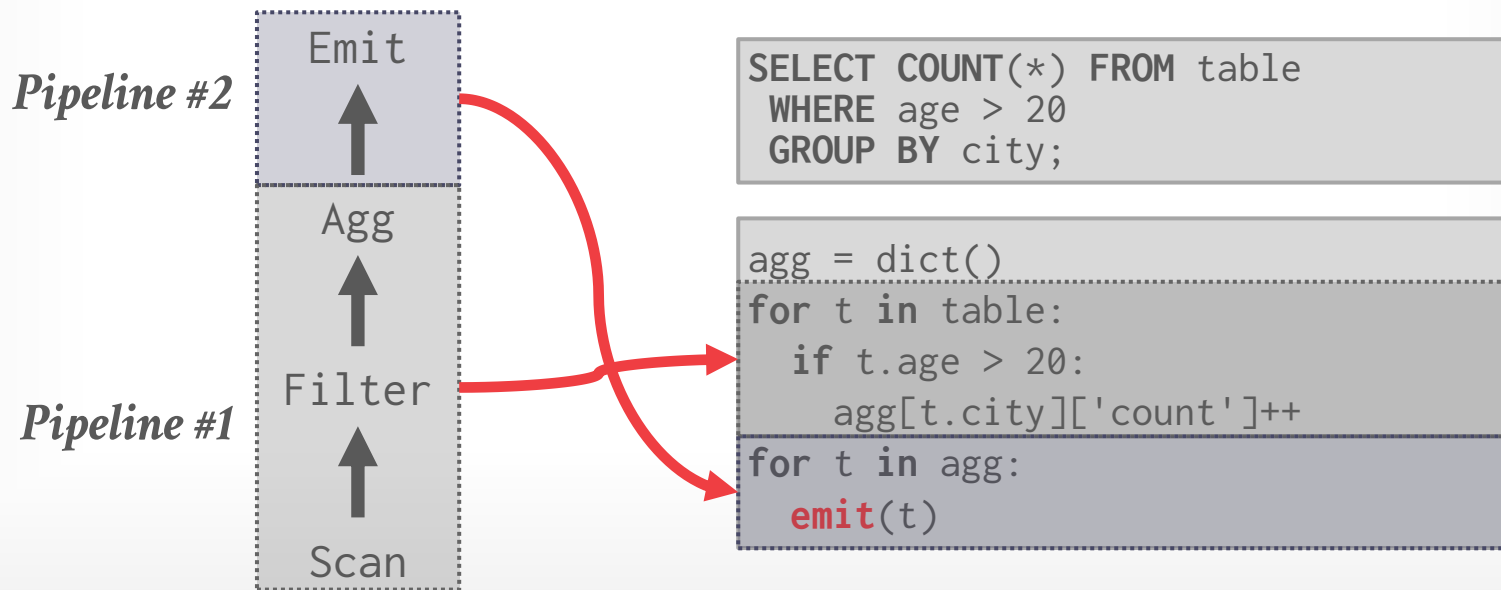 Pipeline #2
Emit
Agg
Pipeline #1
Filter
Scan
SELECT COUNT(*) FROM table
WHERE age > 20
GROUP BY city;
agg = dict()
for t in table:
if t.age > 20:
agg[t.city]['count']++
for t in agg:
emit(t)